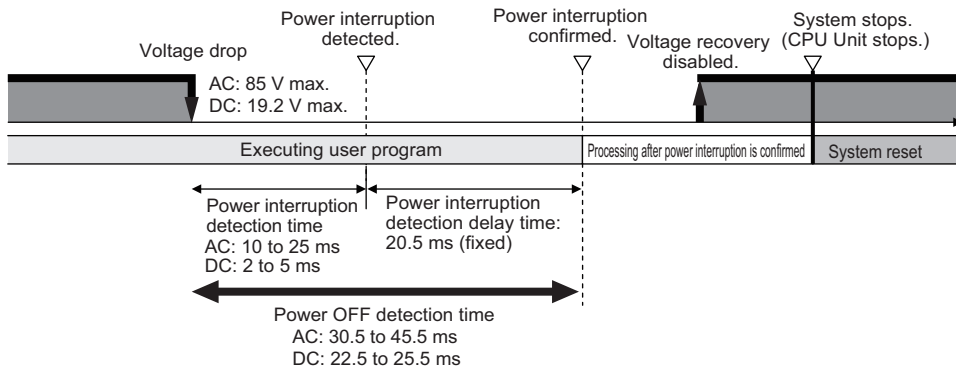 Power interruption
detected.
Power interruption
confirmed.
System stops.
(CPU Unit stops.)
Voltage drop
Voltage recovery
disabled.
AC: 85 V max.
DC: 19.2 V max.
Executing user program
Processing after power interruption is confirmed
System reset
Power interruption
detection time
AC: 10 to 25 ms
DC: 2 to 5 ms
Power interruption
detection delay time:
20.5 ms (fixed)
Power OFF detection time
AC: 30.5 to 45.5 ms
DC: 22.5 to 25.5 ms